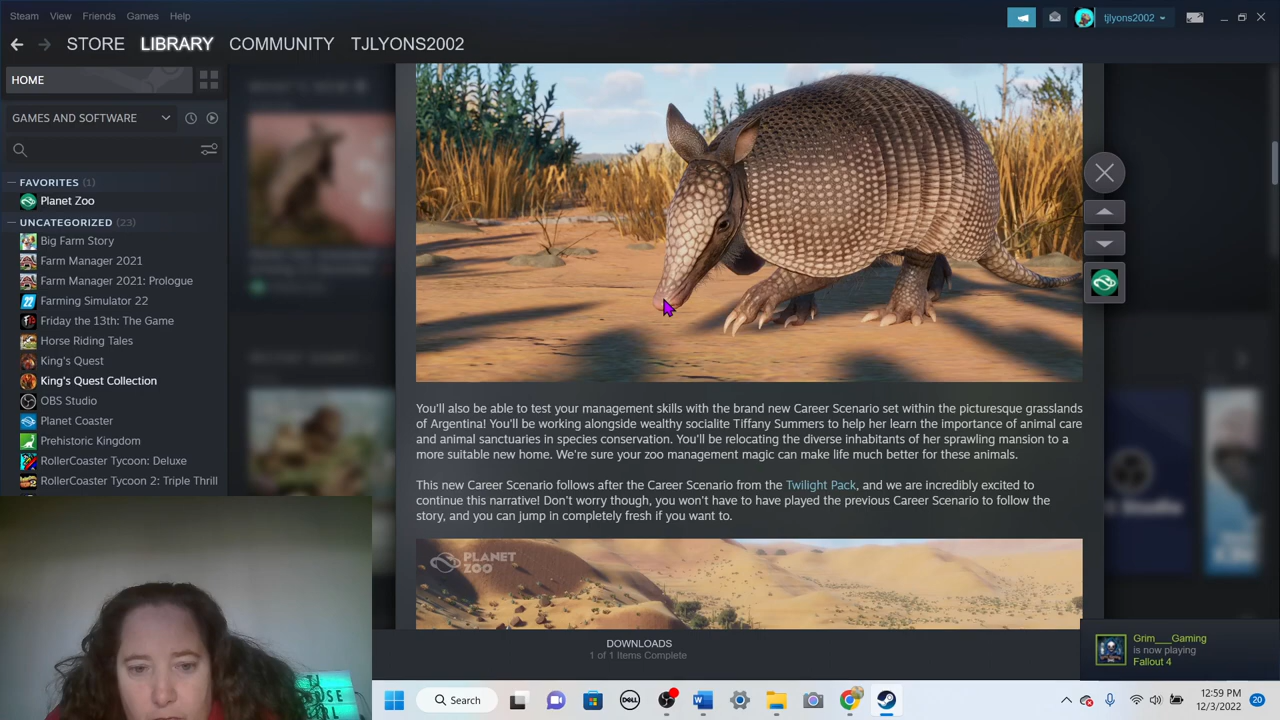 Steam View Friends Games Help
tjlyons2002
STORE LIBRARY COMMUNITY TJLYONS2002
HOME
GAMES AND SOFTWARE
FAVORITES (1)
Planet Zoo
UNCATEGORIZED (23)
Big Farm Story
Farm Manager 2021
Farm Manager 2021: Prologue
Farming Simulator 22
Friday the 13th: The Game
Horse Riding Tales
King's Quest
King's Quest Collection
OBS Studio
Planet Coaster
Prehistoric Kingdom
RollerCoaster Tycoon: Deluxe
RollerCoaster Tycoon 2: Triple Thrill
You'll also be able to test your management skills with the brand new Career Scenario set within the picturesque grasslands
of Argentina! You'll be working alongside wealthy socialite Tiffany Summers to help her learn the importance of animal care
and animal sanctuaries in species conservation. You'll be relocating the diverse inhabitants of her sprawling mansion to a
more suitable new home. We're sure your zoo management magic can make life much better for these animals.
This new Career Scenario follows after the Career Scenario from the Twilight Pack, and we are incredibly excited to
continue this narrative! Don't worry though, you won't have to have played the previous Career Scenario to follow the
story, and you can jump in completely fresh if you want to.
PLANET
ZOO
DOWNLOADS
1 of 1 Items Complete
Grim___Gaming
is now playing
Fallout 4
Search
DELL
12:59 PM
12/3/2022
20